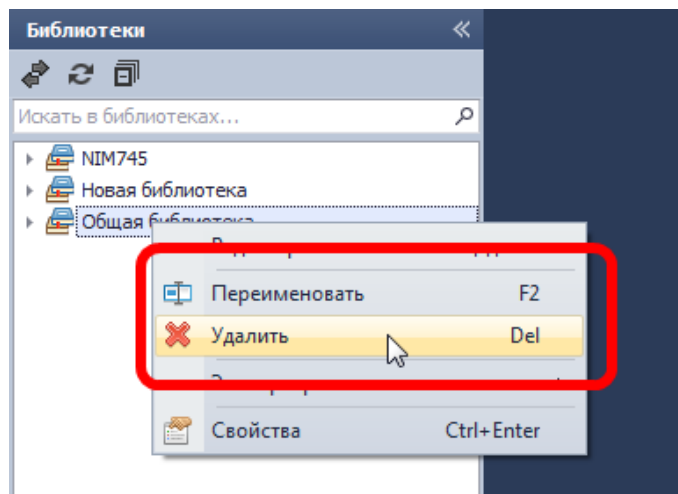 Библиотеки
Искать в библиотеках...
NIM745
Новая библиотека
Общая библиотека
Переименовать F2
Удалить Del
Свойства Ctrl+Enter